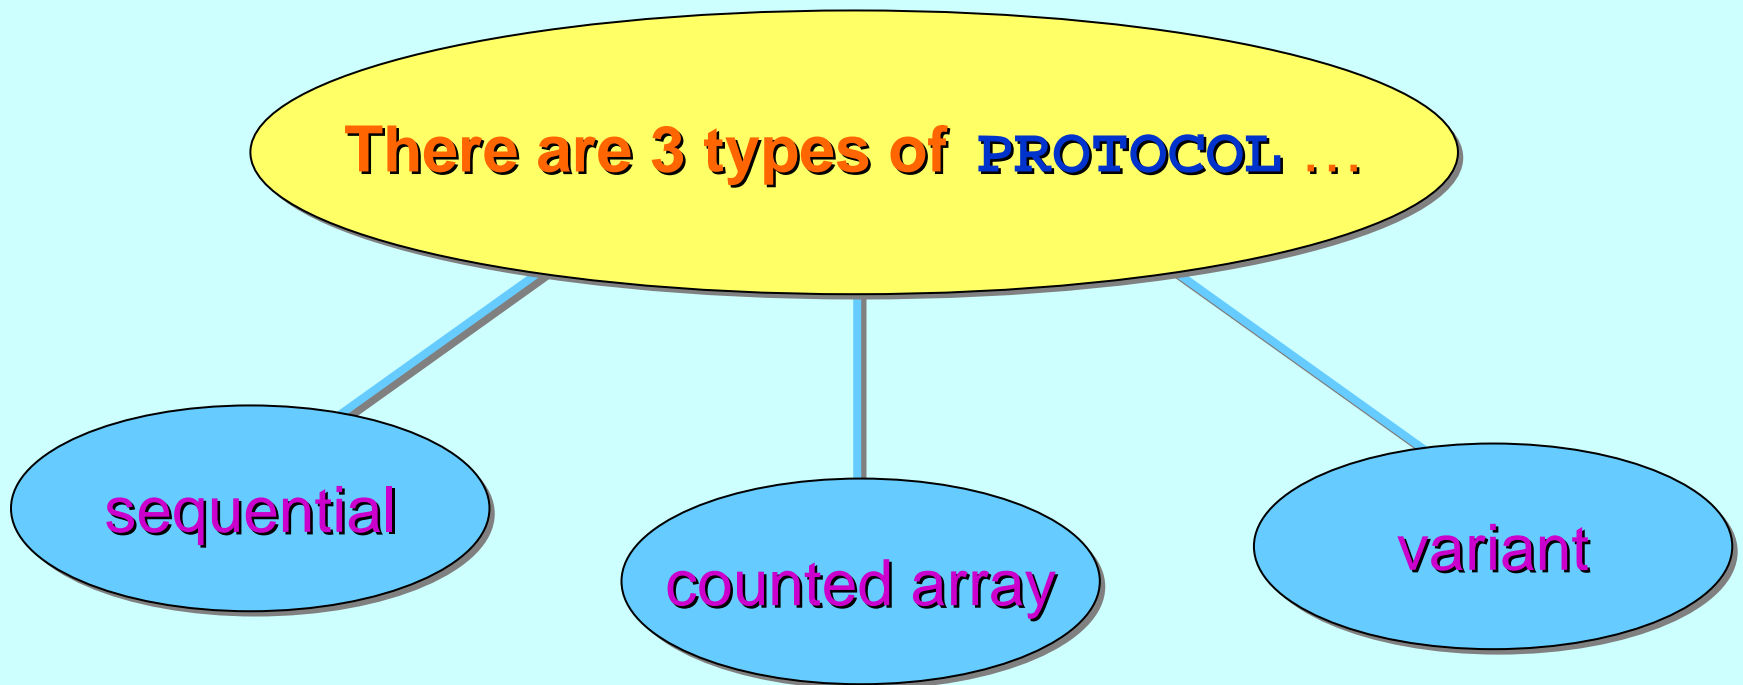 There are 3 types of PROTOCOL …
sequential
counted array
variant